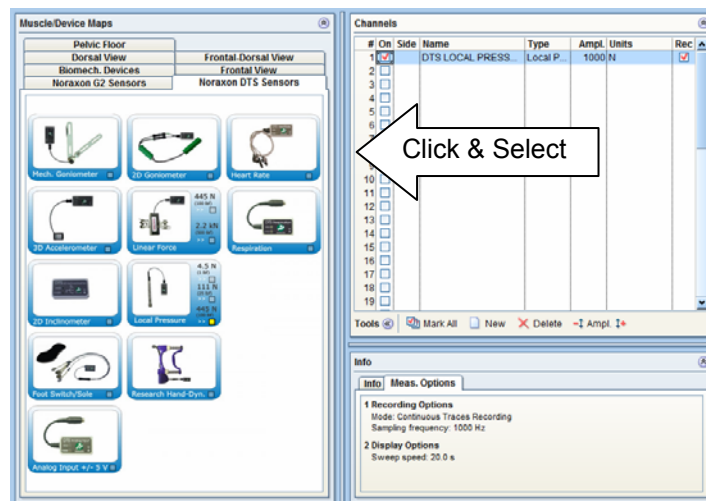 Muscle/Device Maps
Pelvic Floor
Dorsal View
Frontal-Dorsal View
Biomech. Devices
Frontal View
Noraxon G2 Sensors
Noraxon DTS Sensors
Mech. Goniometer
2D Goniometer
Heart Rate
445 N
2.2 kN
3D Accelerometer
Linear Force
Respiration
4.5 N
111 N
445 N
2D Inclinometer
Local Pressure
Foot Switch/Sole
Research Hand-Dyn.
Analog Input +/- 5 V
Channels
# On Side Name Type Ampl. Units Rec
1 DTS LOCAL PRESS... Local P... 1000 N
2
3
4
5
6
Click & Select
10
11
12
13
14
15
16
17
18
19
Tools Mark All New Delete Ampl.
Info
Info Meas. Options
1 Recording Options
Mode: Continuous Traces Recording
Sampling frequency: 1000 Hz
2 Display Options
Sweep speed: 20.0 s